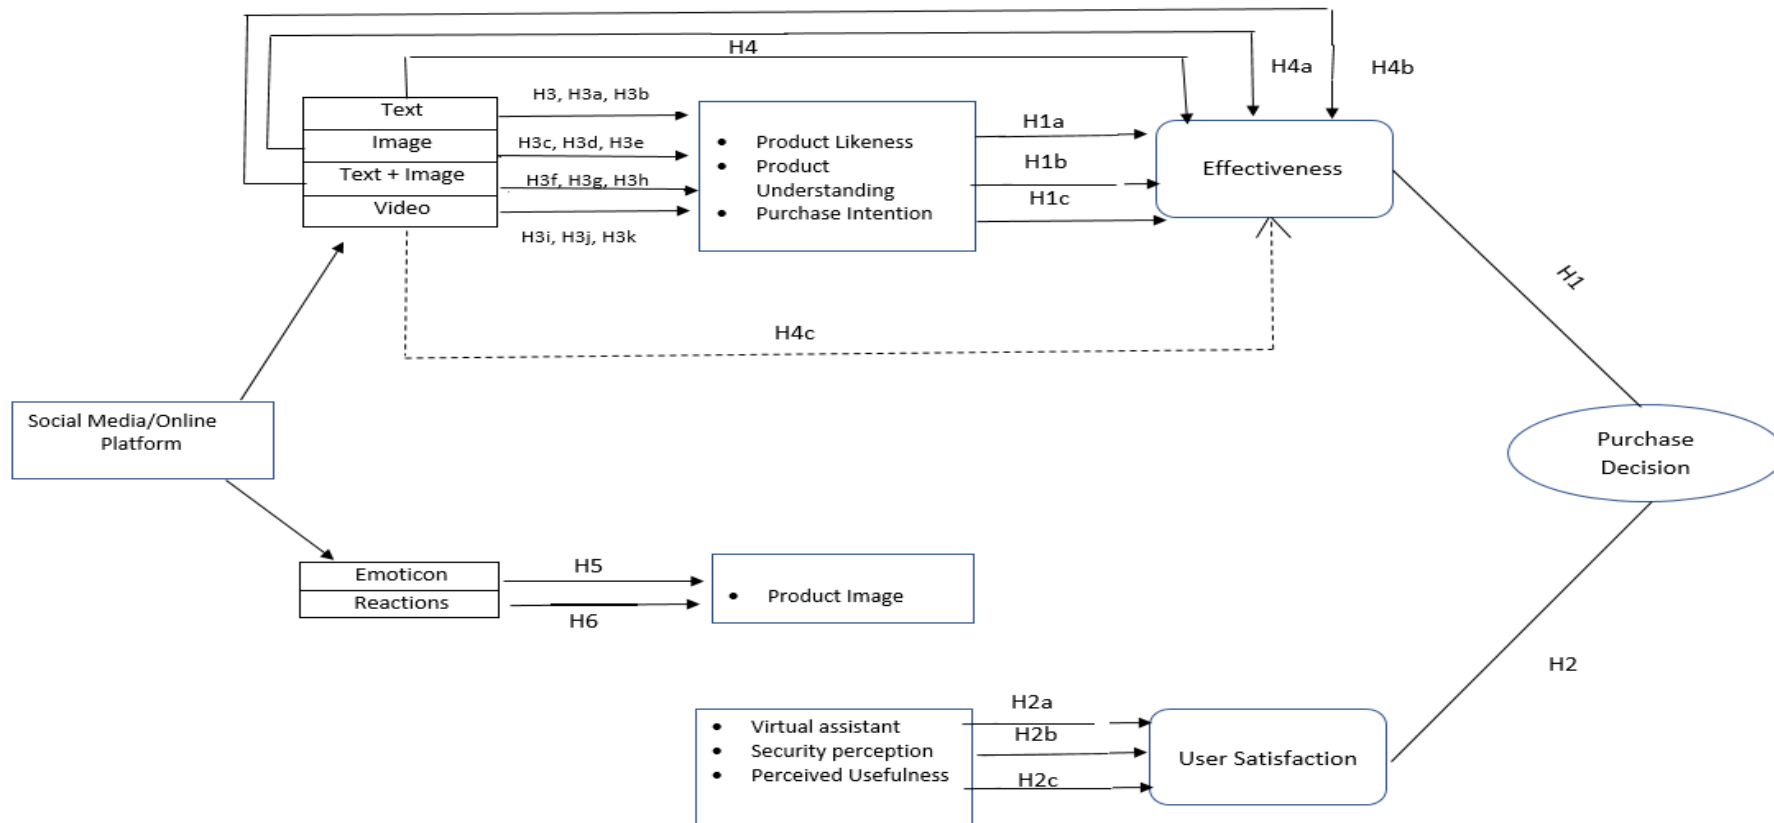 H4
H4a
H4b
Text
H3, H3a, H3b
Image
H3c, H3d, H3e
Text + Image
H3f, H3g, H3h
Video
H3i, H3j, H3k
• Product Likeness
• Product
Understanding
• Purchase Intention
H1a
H1b
H1c
Effectiveness
H1
H4c
Social Media/Online
Platform
Purchase
Decision
Emoticon
Reactions
H5
H6
• Product Image
H2
• Virtual assistant
• Security perception
• Perceived Usefulness
H2a
H2b
H2c
User Satisfaction